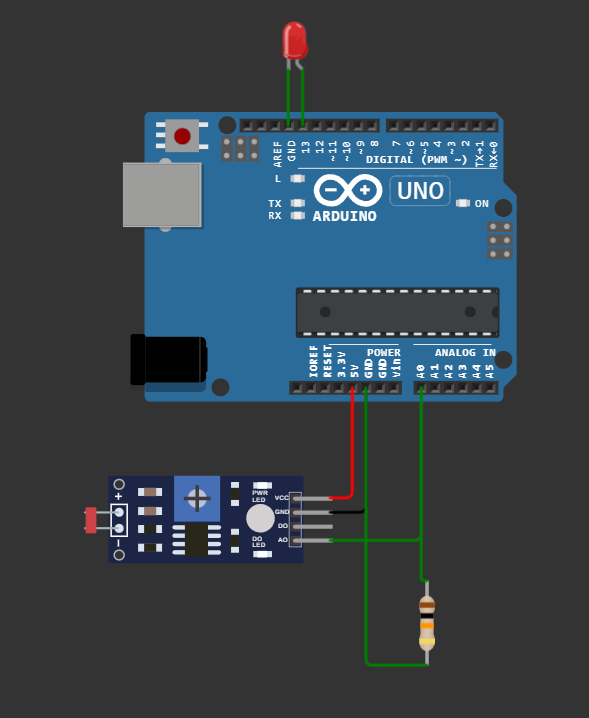 AREF
GND
13
12
~11
~10
~9
8
7
~6
~5
4
~3
2
TX→1
RX←0
DIGITAL (PWM ~)
L
TX
RX
UNO
ON
ARDUINO
POWER
ANALOG IN
IOREF
RESET
3.3V
5V
GND
GND
Vin
A0
A1
A2
A3
A4
A5
+
PWR
LED
VCC
GND
DO
DO
LED
AO
−